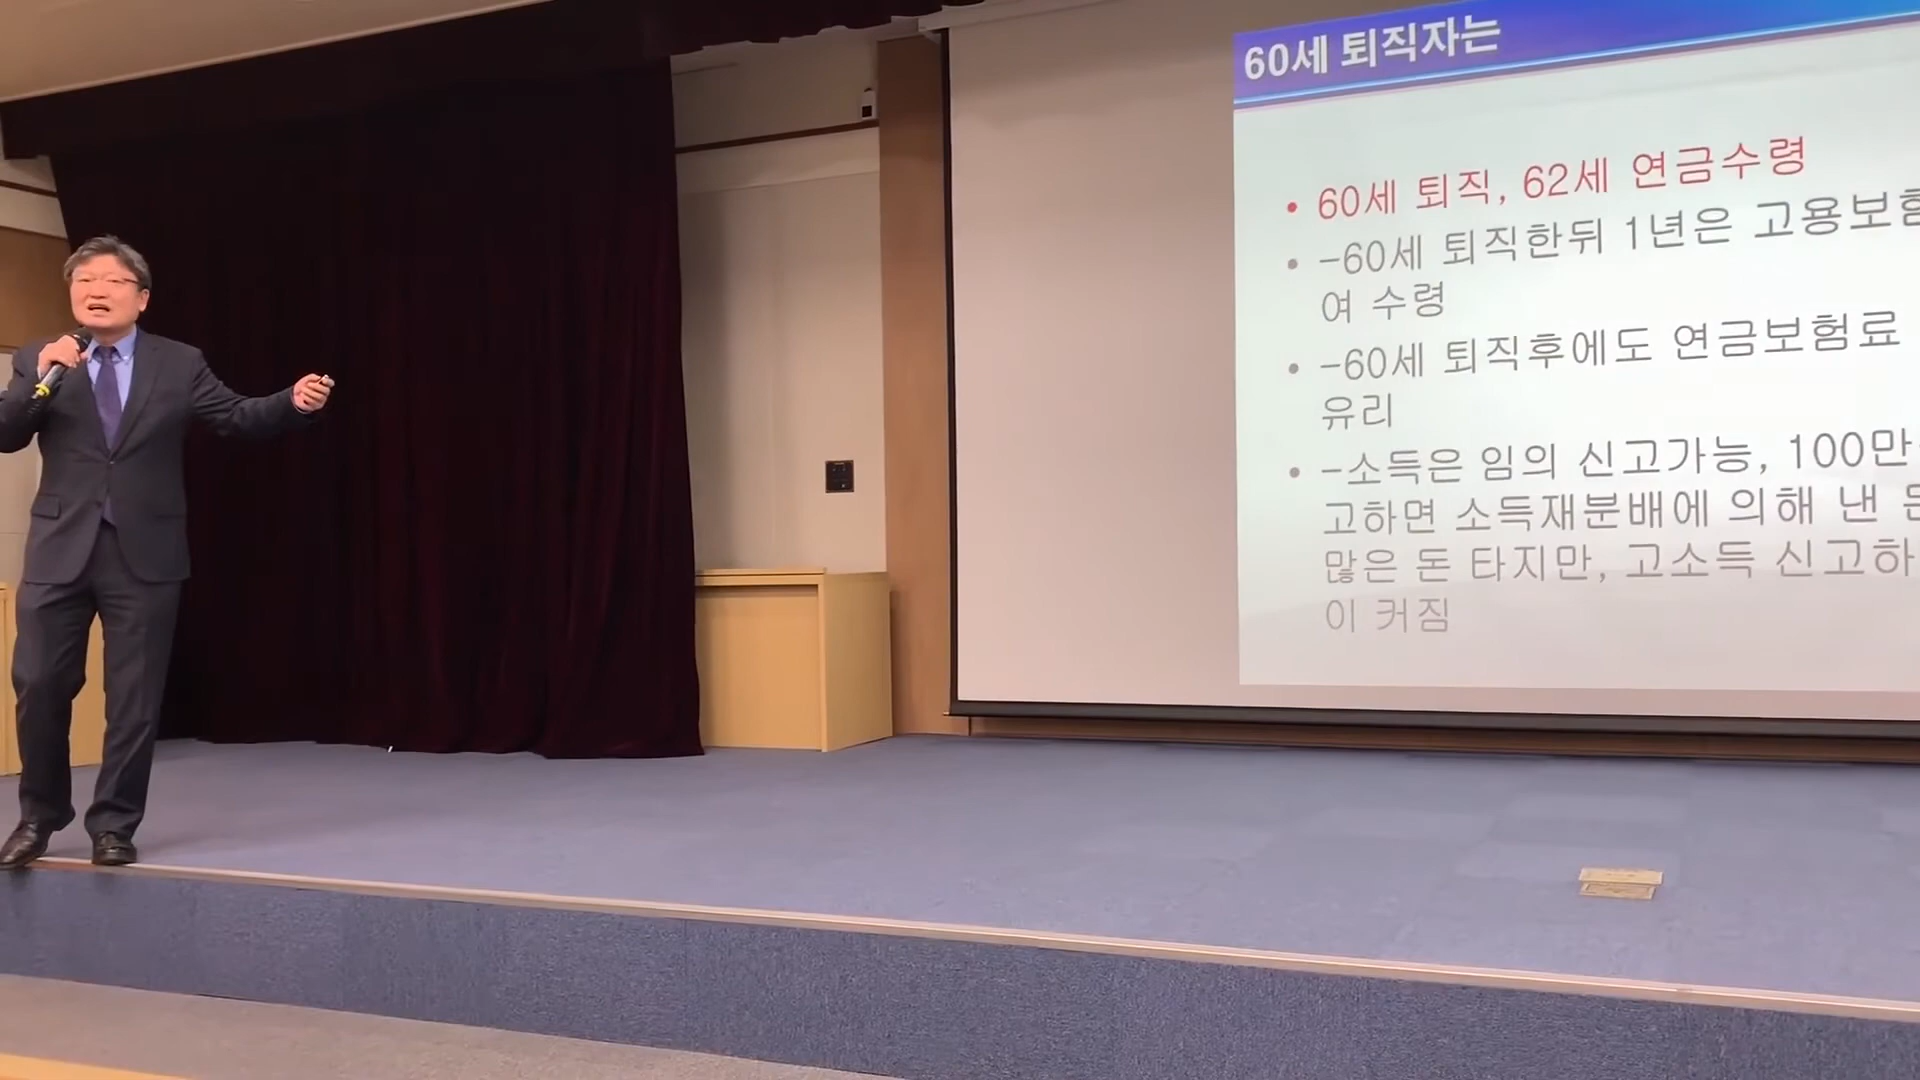 60세 퇴직자는
• 60세 퇴직, 62세 연금수령
• -60세 퇴직한뒤 1년은 고용보험
여 수령
• -60세 퇴직후에도 연금보험료
유리
• -소득은 임의 신고가능, 100만
고하면 소득재분배에 의해 낸
많은 돈 타지만, 고소득 신고하
이 커짐